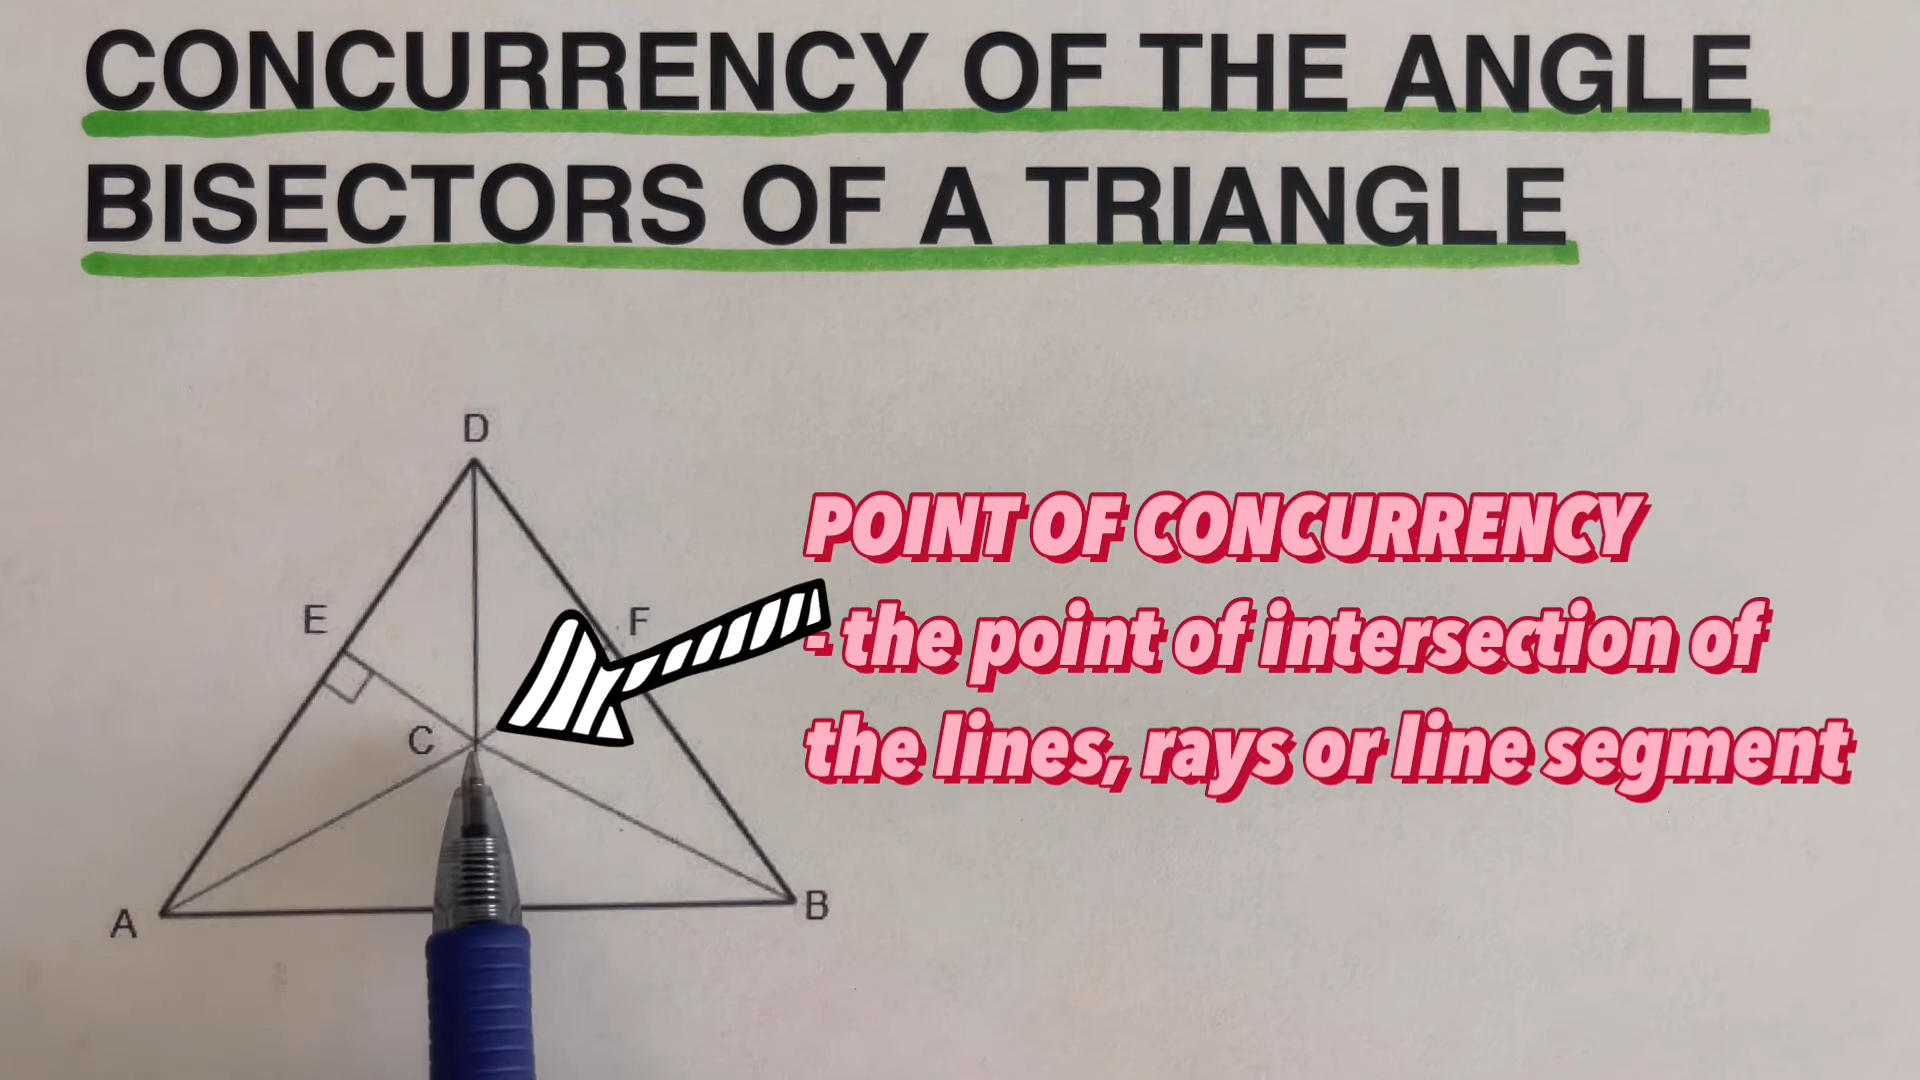 CONCURRENCY OF THE ANGLE
BISECTORS OF A TRIANGLE
D
POINT OF CONCURRENCY
E
F
- the point of intersection of
C
the lines, rays or line segment
A
B